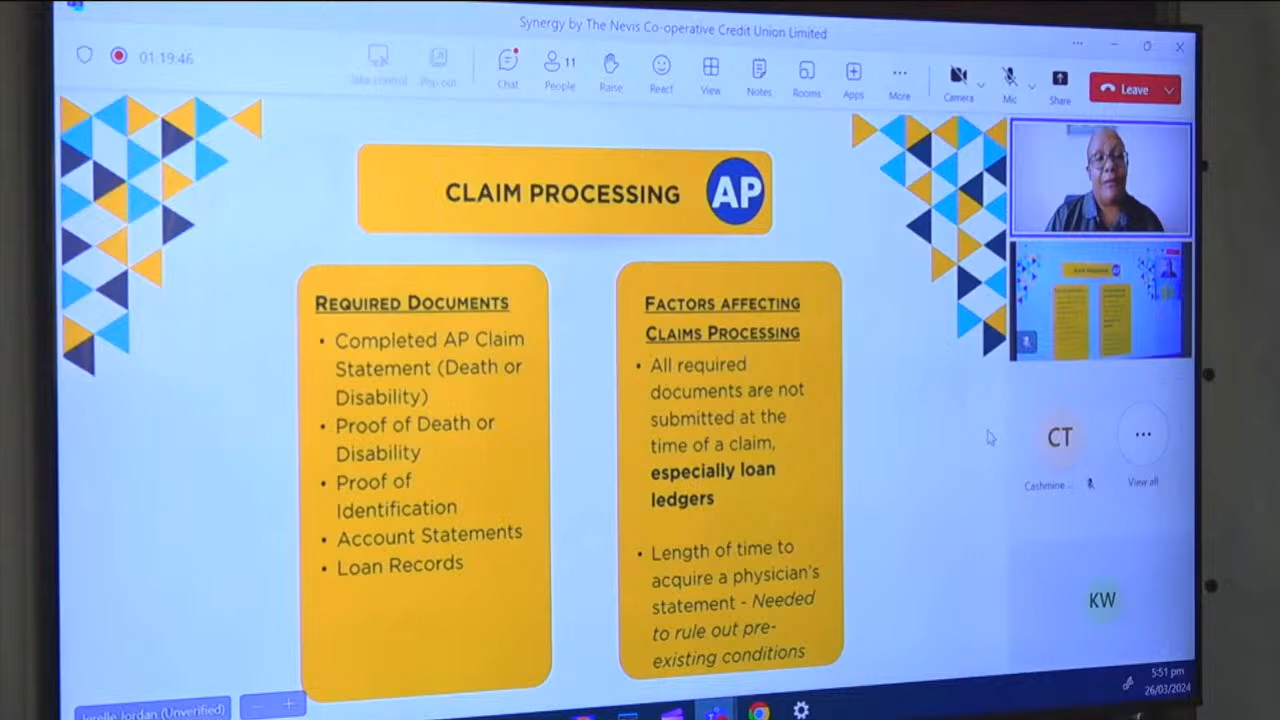 Synergy by The Nevis Co-operative Credit Union Limited
01:19:46
Take control
Pop out
Chat
11
People
Raise
React
View
Notes
Rooms
Apps
More
Camera
Mic
Share
Leave
CLAIM PROCESSING
AP
REQUIRED DOCUMENTS
• Completed AP Claim
Statement (Death or
Disability)
• Proof of Death or
Disability
• Proof of
Identification
• Account Statements
• Loan Records
FACTORS AFFECTING
CLAIMS PROCESSING
• All required
documents are not
submitted at the
time of a claim,
especially loan
ledgers
• Length of time to
acquire a physician's
statement - Needed
to rule out pre-
existing conditions
CT
Cashmine ...
View all
KW
Jerelle Jordan (Unverified)
5:51 pm
26/03/2024